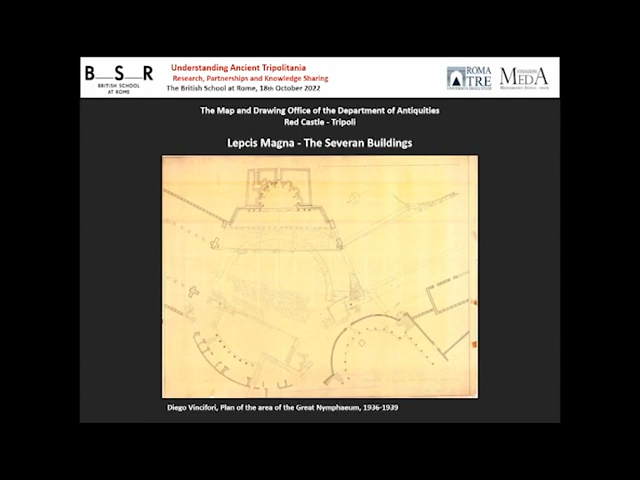 B S R
BRITISH SCHOOL
AT ROME
Understanding Ancient Tripolitania
Research, Partnerships and Knowledge Sharing
The British School at Rome, 18th October 2022
ROMA
TRE
MEDA
The Map and Drawing Office of the Department of Antiquities
Red Castle - Tripoli
Lepcis Magna - The Severan Buildings
Diego Vincifori, Plan of the area of the Great Nymphaeum, 1936-1939